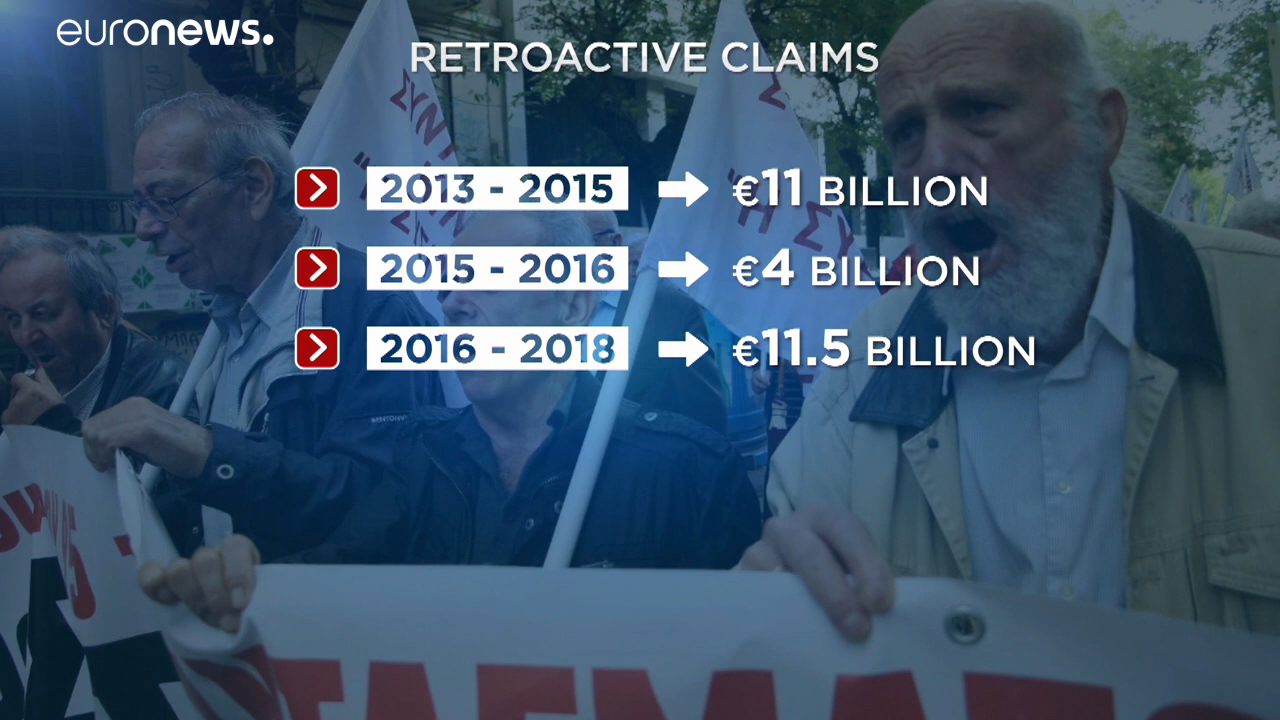 euronews.
RETROACTIVE CLAIMS
2013 - 2015 €11 BILLION
2015 - 2016 €4 BILLION
2016 - 2018 €11.5 BILLION